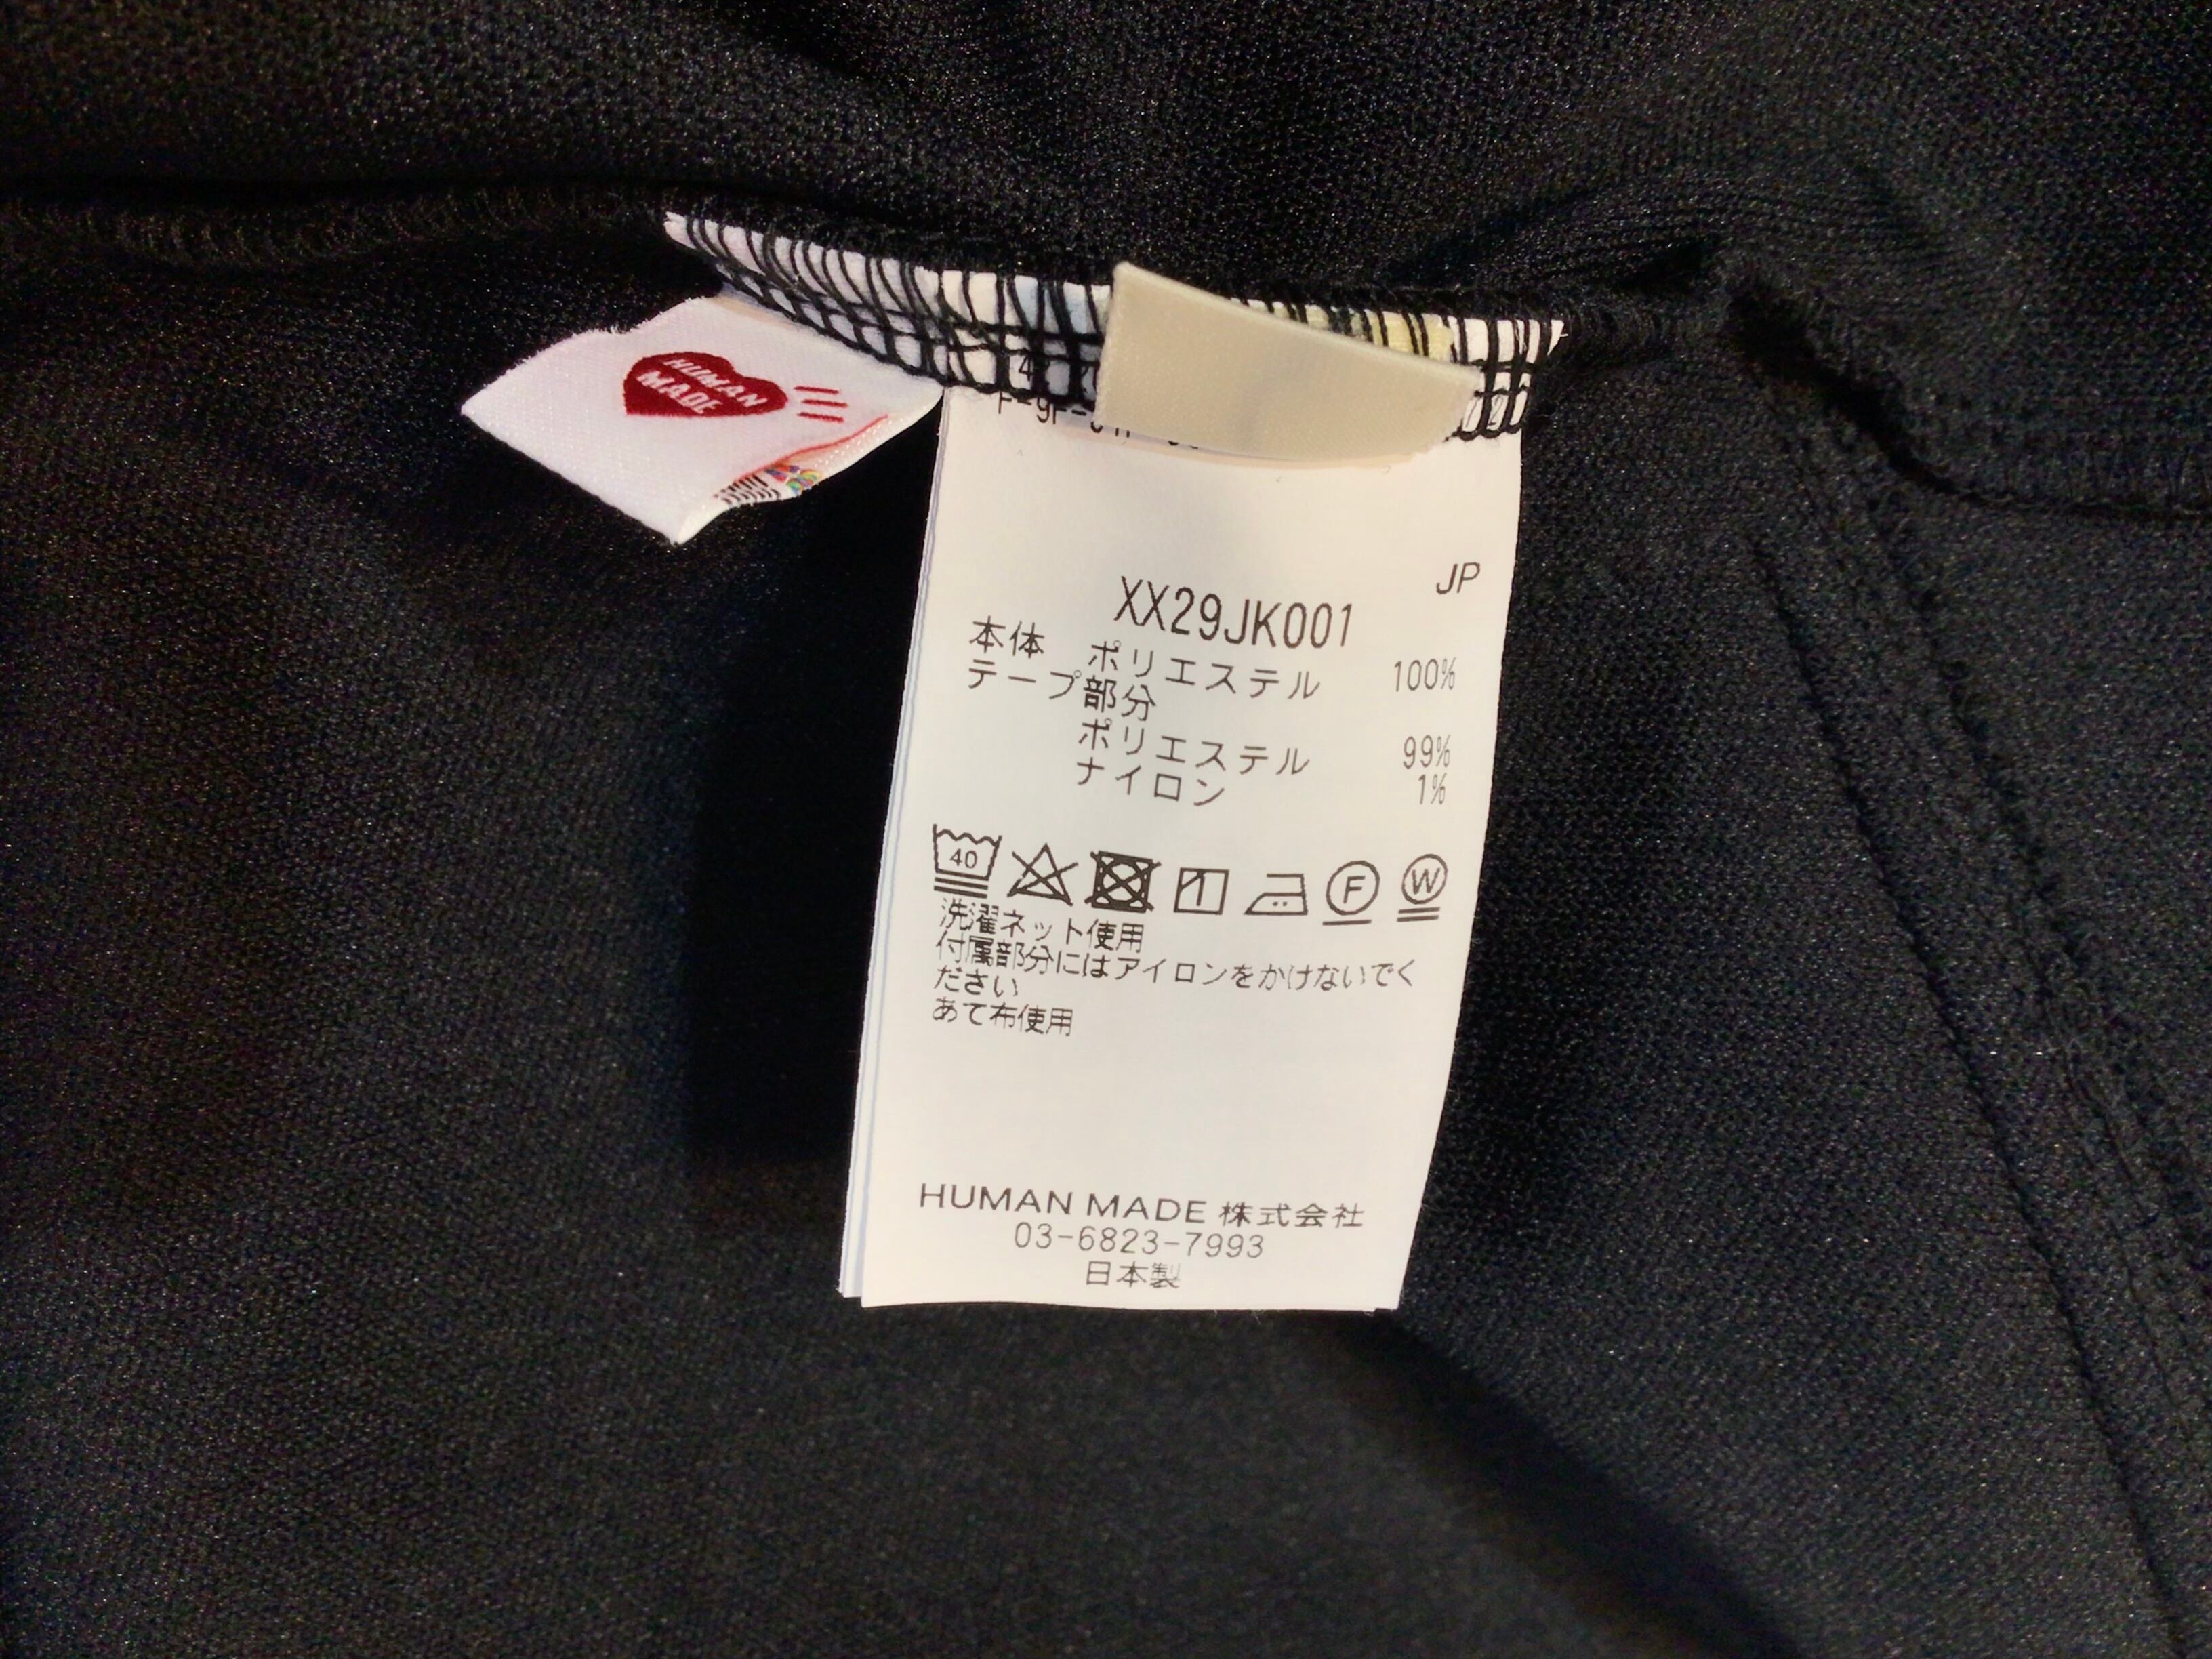 HUMAN
MADE
JP
XX29JK001
本体 ポリエステル 100%
テープ部分
ポリエステル 99%
ナイロン 1%
40
F
W
洗濯ネット使用
付属部分にはアイロンをかけないでく
ださい
あて布使用
HUMAN MADE 株式会社
03-6823-7993
日本製